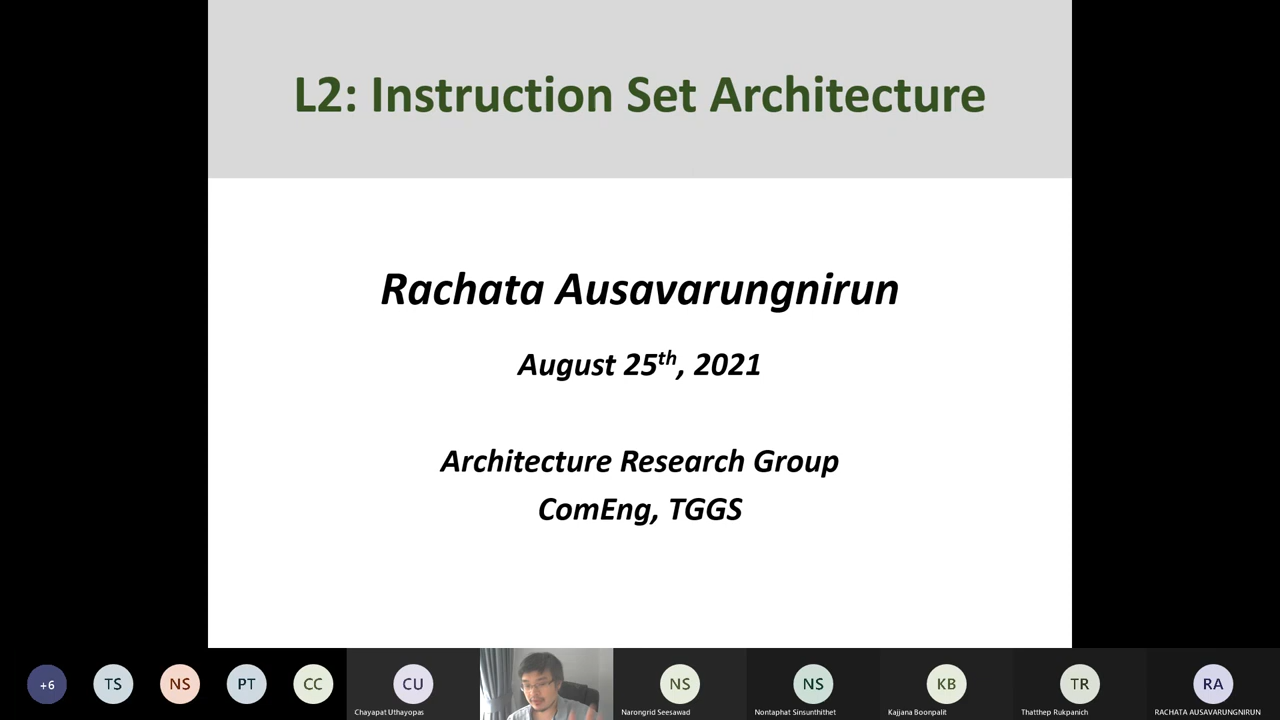 L2: Instruction Set Architecture
Rachata Ausavarungnirun
August 25th, 2021
Architecture Research Group
ComEng, TGGS
+6
TS
NS
PT
CC
CU
NS
NS
KB
TR
RA
Chayapat Uthayopas
Narongrid Seesawad
Nontaphat Sinsunthithet
Kajjana Boonpalit
Thatthep Rukpanich
RACHATA AUSAVARUNGNIRUN